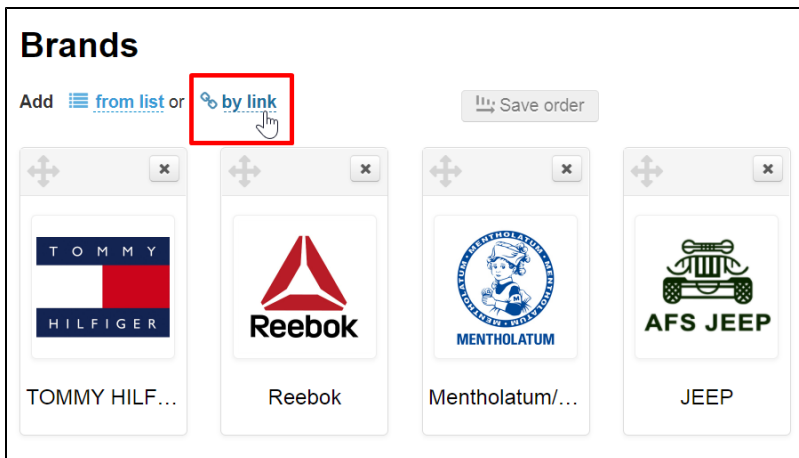 Brands
Add from list or by link
Save order
TOMMY
HILFIGER
Reebok
MENTHOLATUM
AFS JEEP
TOMMY HILF...
Reebok
Mentholatum/...
JEEP